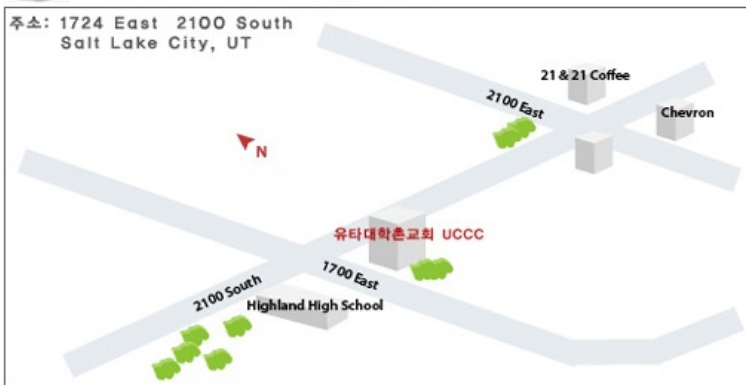 주소: 1724 East 2100 South
Salt Lake City, UT
21 & 21 Coffee
2100 East
Chevron
N
유타대학촌교회 UCCC
1700 East
2100 South
Highland High School